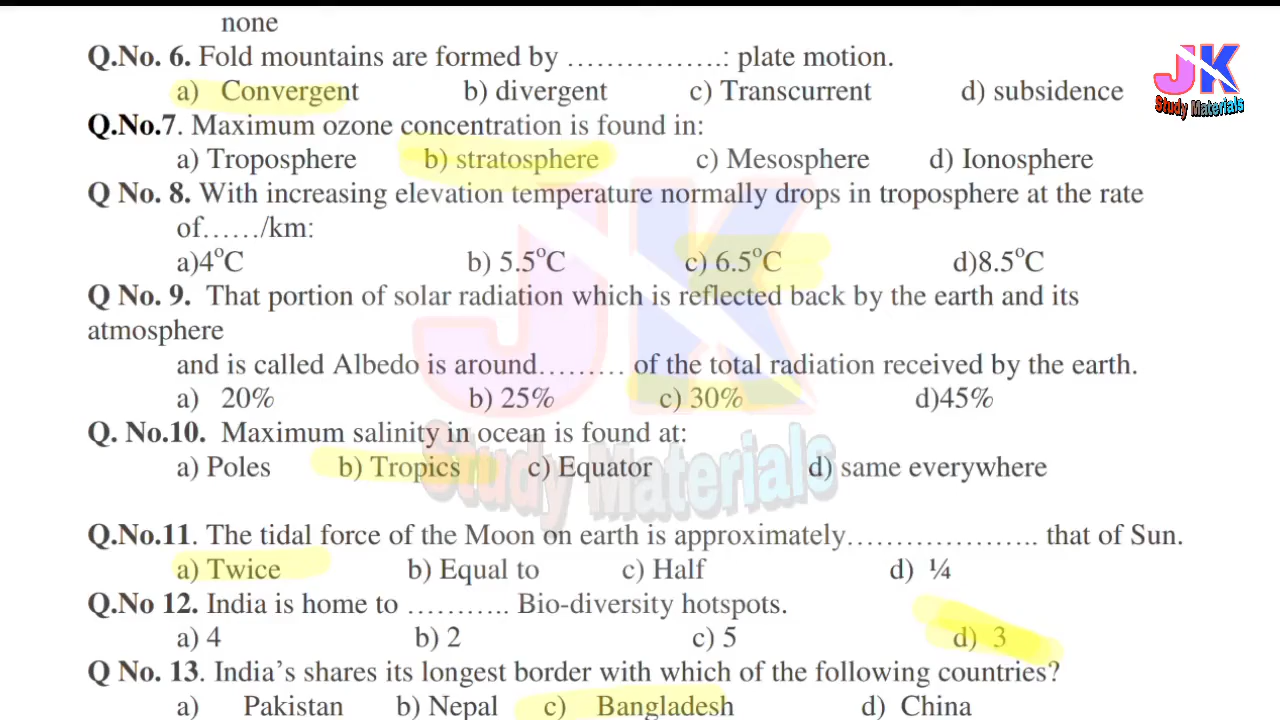 none
Q.No. 6. Fold mountains are formed by ……………..: plate motion.
a) Convergent b) divergent c) Transcurrent d) subsidence
Q.No.7. Maximum ozone concentration is found in:
a) Troposphere b) stratosphere c) Mesosphere d) Ionosphere
Q No. 8. With increasing elevation temperature normally drops in troposphere at the rate
of……/km:
a)4°C b) 5.5°C c) 6.5°C d)8.5°C
Q No. 9. That portion of solar radiation which is reflected back by the earth and its
atmosphere
and is called Albedo is around……… of the total radiation received by the earth.
a) 20% b) 25% c) 30% d)45%
Q. No.10. Maximum salinity in ocean is found at:
a) Poles b) Tropics c) Equator d) same everywhere
Q.No.11. The tidal force of the Moon on earth is approximately……………….. that of Sun.
a) Twice b) Equal to c) Half d) ¼
Q.No 12. India is home to ……….. Bio-diversity hotspots.
a) 4 b) 2 c) 5 d) 3
Q No. 13. India’s shares its longest border with which of the following countries?
a) Pakistan b) Nepal c) Bangladesh d) China
JK
Study Materials
JK
Study Materials